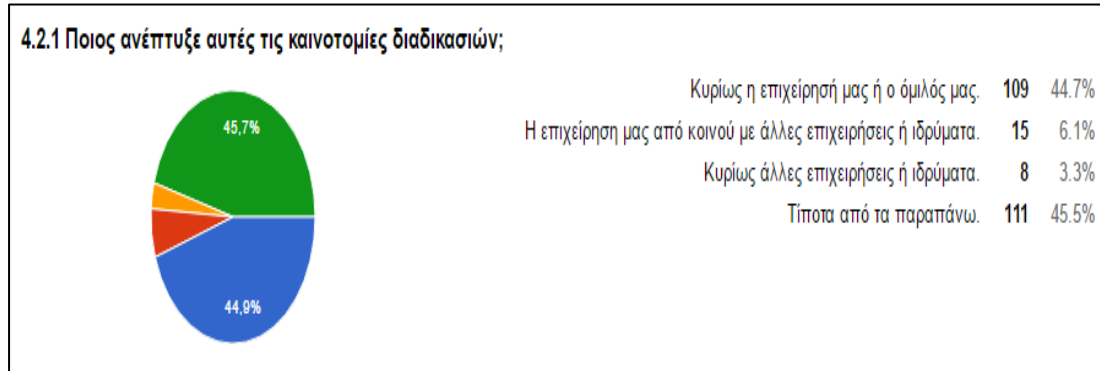 4.2.1 Ποιος ανέπτυξε αυτές τις καινοτομίες διαδικασιών;
45,7%
44,9%
Κυρίως η επιχείρησή μας ή ο όμιλός μας. 109 44.7%
Η επιχείρηση μας από κοινού με άλλες επιχειρήσεις ή ιδρύματα. 15 6.1%
Κυρίως άλλες επιχειρήσεις ή ιδρύματα. 8 3.3%
Τίποτα από τα παραπάνω. 111 45.5%